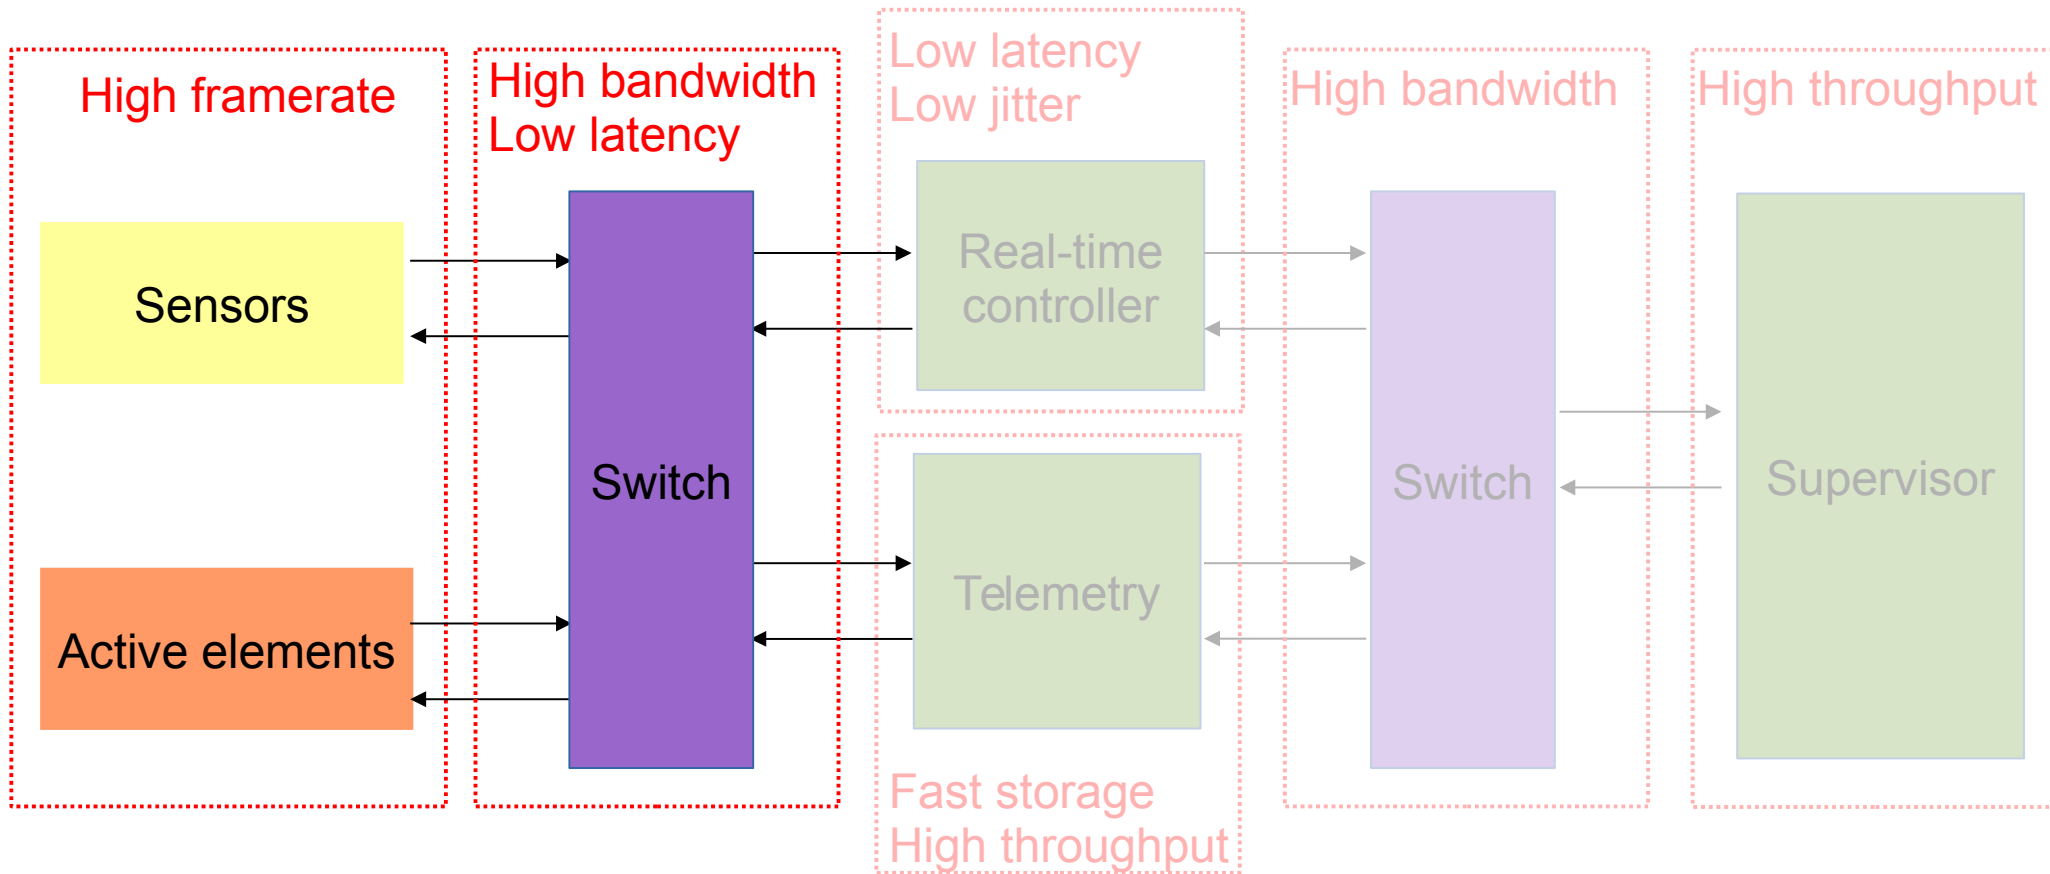 High framerate
High bandwidth
Low latency
Low latency
Low jitter
High bandwidth
High throughput
Sensors
Active elements
Switch
Real-time
controller
Telemetry
Fast storage
High throughput
Switch
Supervisor